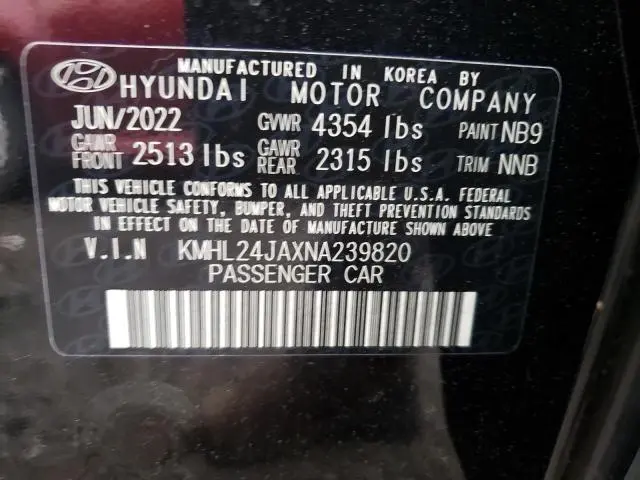 MANUFACTURED IN KOREA BY
HYUNDAI MOTOR COMPANY
JUN/2022 GVWR 4354 lbs PAINT NB9
GAWR FRONT 2513 lbs GAWR REAR 2315 lbs TRIM NNB
THIS VEHICLE CONFORMS TO ALL APPLICABLE U.S.A. FEDERAL
MOTOR VEHICLE SAFETY, BUMPER, AND THEFT PREVENTION STANDARDS
IN EFFECT ON THE DATE OF MANUFACTURE SHOWN ABOVE.
V.I.N KMHL24JAXNA239820
PASSENGER CAR